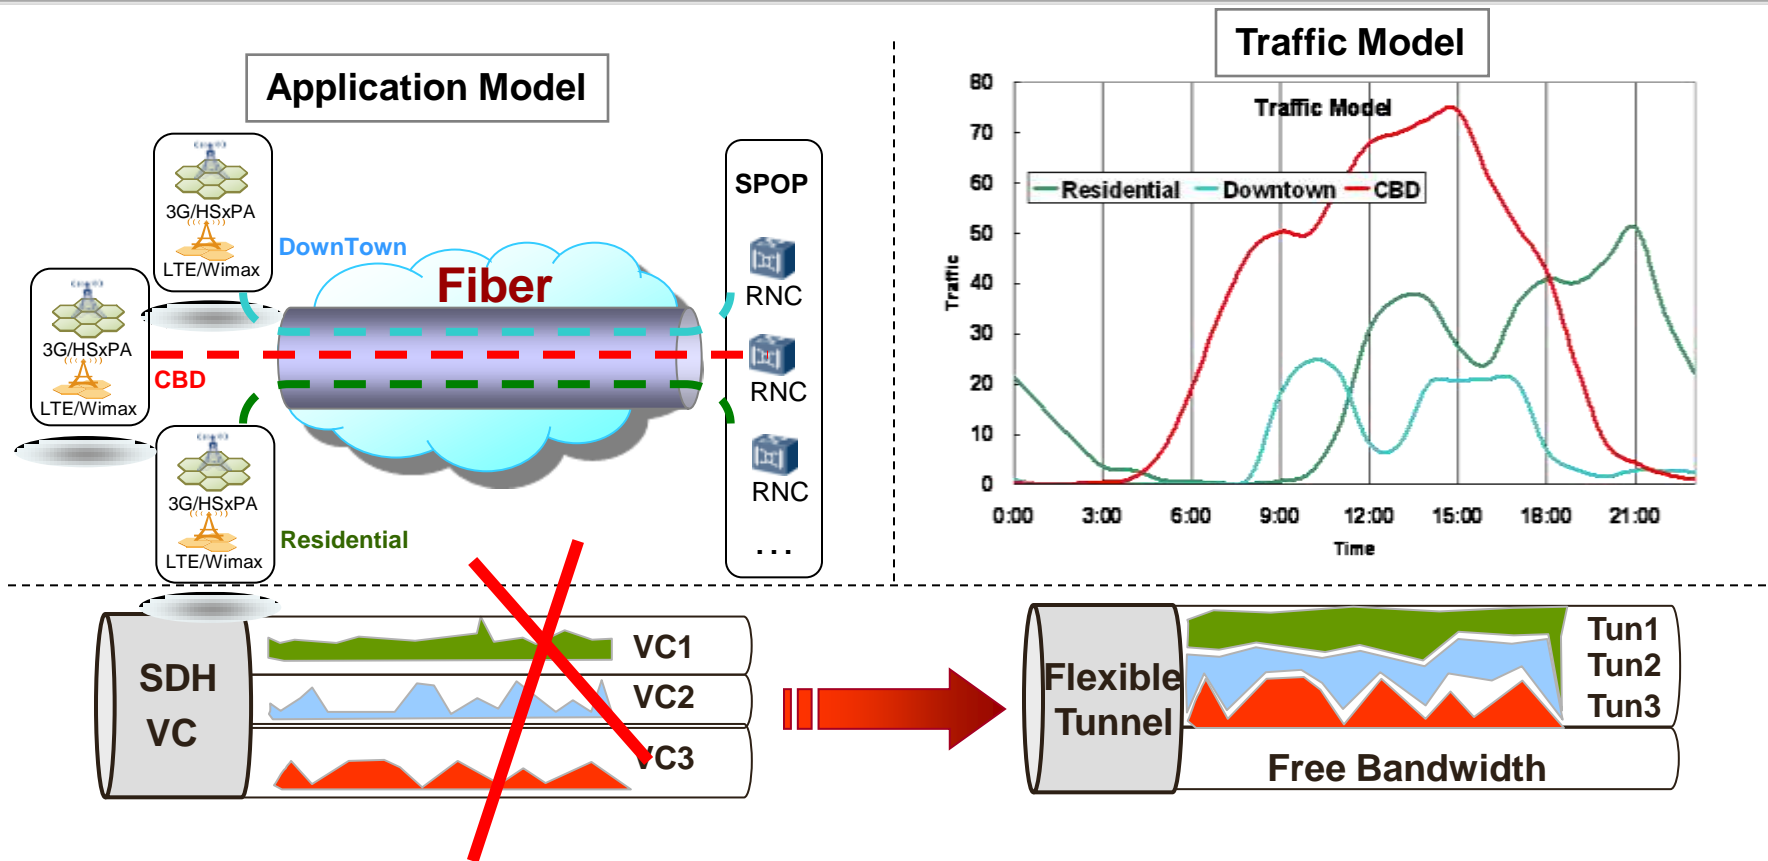 Application Model
3G/HSxPA
LTE/Wimax
DownTown
3G/HSxPA
LTE/Wimax
CBD
3G/HSxPA
LTE/Wimax
Residential
Fiber
SPOP
RNC
RNC
RNC
...
Traffic Model
Traffic Model
Residential Downtown CBD
Traffic
80
70
60
50
40
30
20
10
0
0:00 3:00 6:00 9:00 12:00 15:00 18:00 21:00
Time
SDH
VC
VC1
VC2
VC3
Flexible
Tunnel
Tun1
Tun2
Tun3
Free Bandwidth